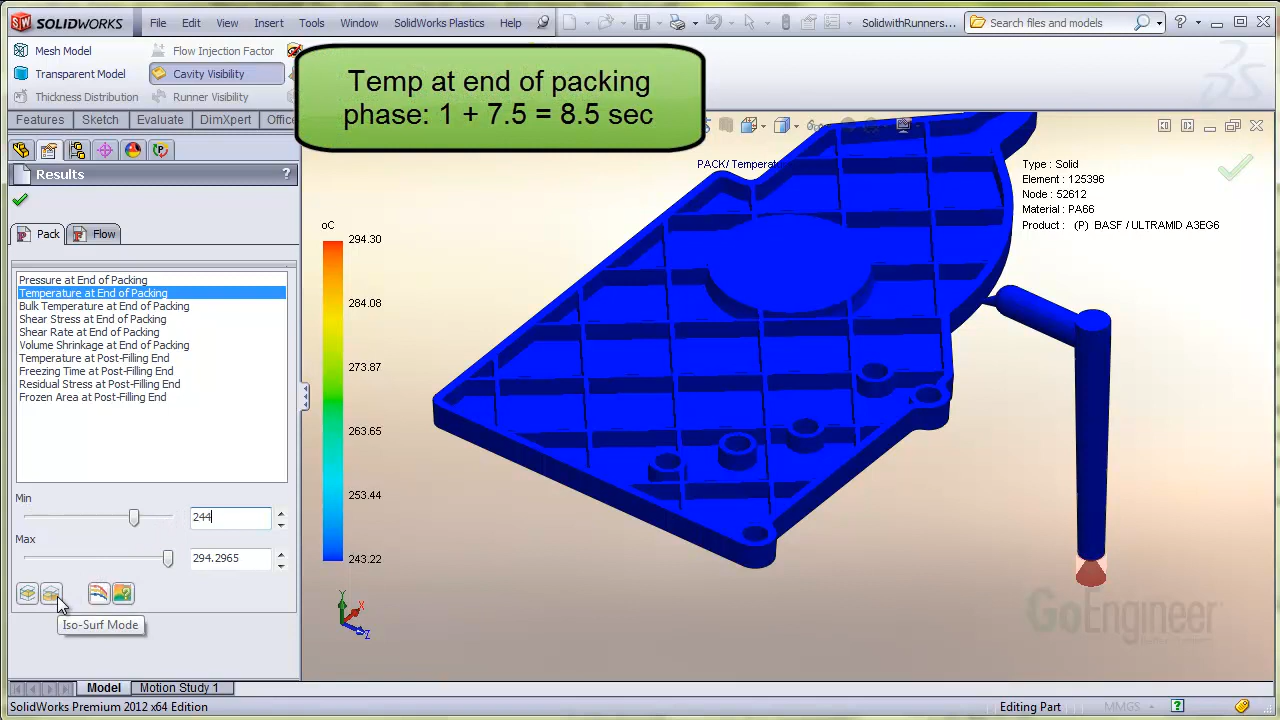 SOLIDWORKS
File Edit View Insert Tools Window SolidWorks Plastics Help
SolidwithRunners...
Search files and models
Mesh Model
Flow Injection Factor
Transparent Model
Cavity Visibility
Thickness Distribution
Runner Visibility
Temp at end of packing
phase: 1 + 7.5 = 8.5 sec
Features Sketch Evaluate DimXpert Offic
Results ?
Pack Flow
Pressure at End of Packing
Temperature at End of Packing
Bulk Temperature at End of Packing
Shear Stress at End of Packing
Shear Rate at End of Packing
Volume Shrinkage at End of Packing
Temperature at Post-Filling End
Freezing Time at Post-Filling End
Residual Stress at Post-Filling End
Frozen Area at Post-Filling End
Min
244
Max
294.2965
Iso-Surf Mode
PACK/ Temperatu
oC
294.30
284.08
273.87
263.65
253.44
243.22
Type : Solid
Element : 125396
Node : 52612
Material : PA66
Product : (P) BASF / ULTRAMID A3EG6
Y
X
Z
GoEngineer
Model Motion Study 1
SolidWorks Premium 2012 x64 Edition
Editing Part
MMGS